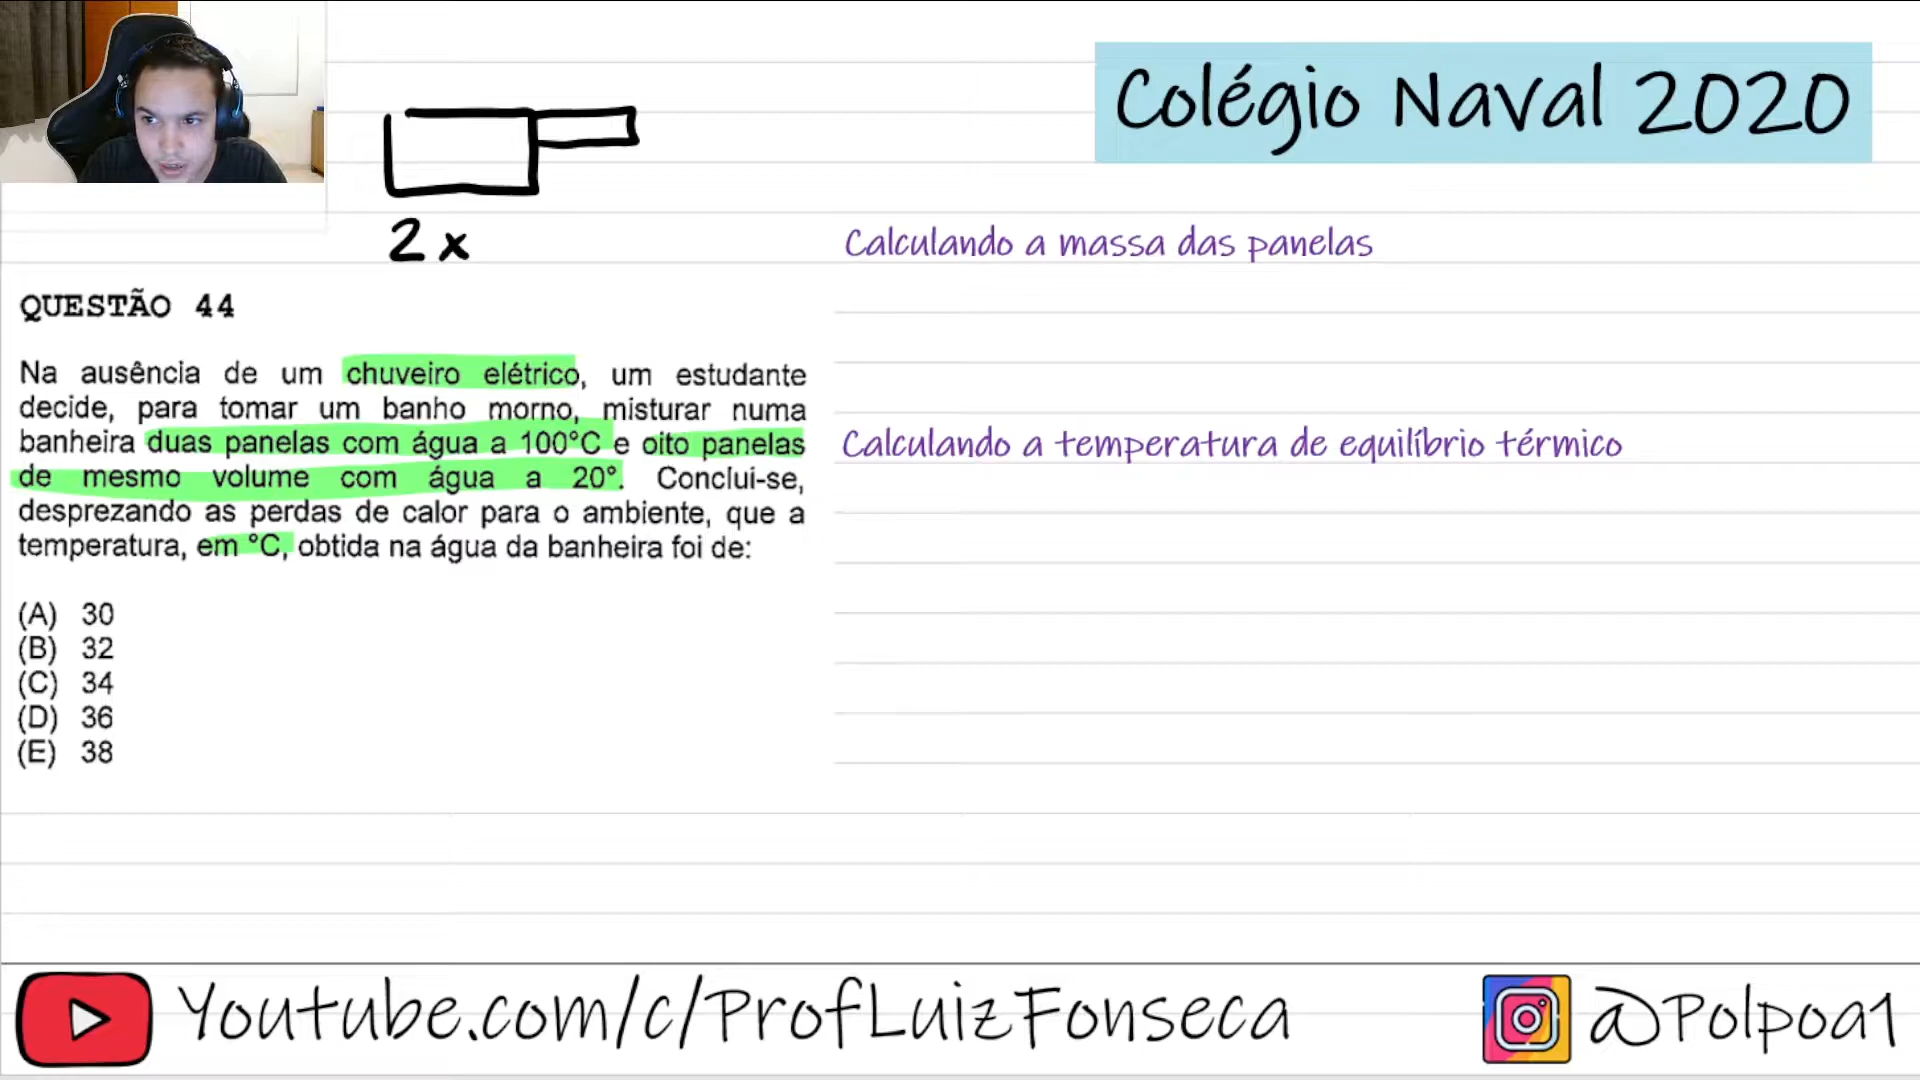 Colégio Naval 2020
2 x
Calculando a massa das panelas
QUESTÃO 44
Na ausência de um chuveiro elétrico, um estudante
decide, para tomar um banho morno, misturar numa
banheira duas panelas com água a 100°C e oito panelas
de mesmo volume com água a 20°. Conclui-se,
desprezando as perdas de calor para o ambiente, que a
temperatura, em °C, obtida na água da banheira foi de:
(A) 30
(B) 32
(C) 34
(D) 36
(E) 38
Calculando a temperatura de equilíbrio térmico
Youtube.com/c/ProfLuizFonseca
@Polpoa1